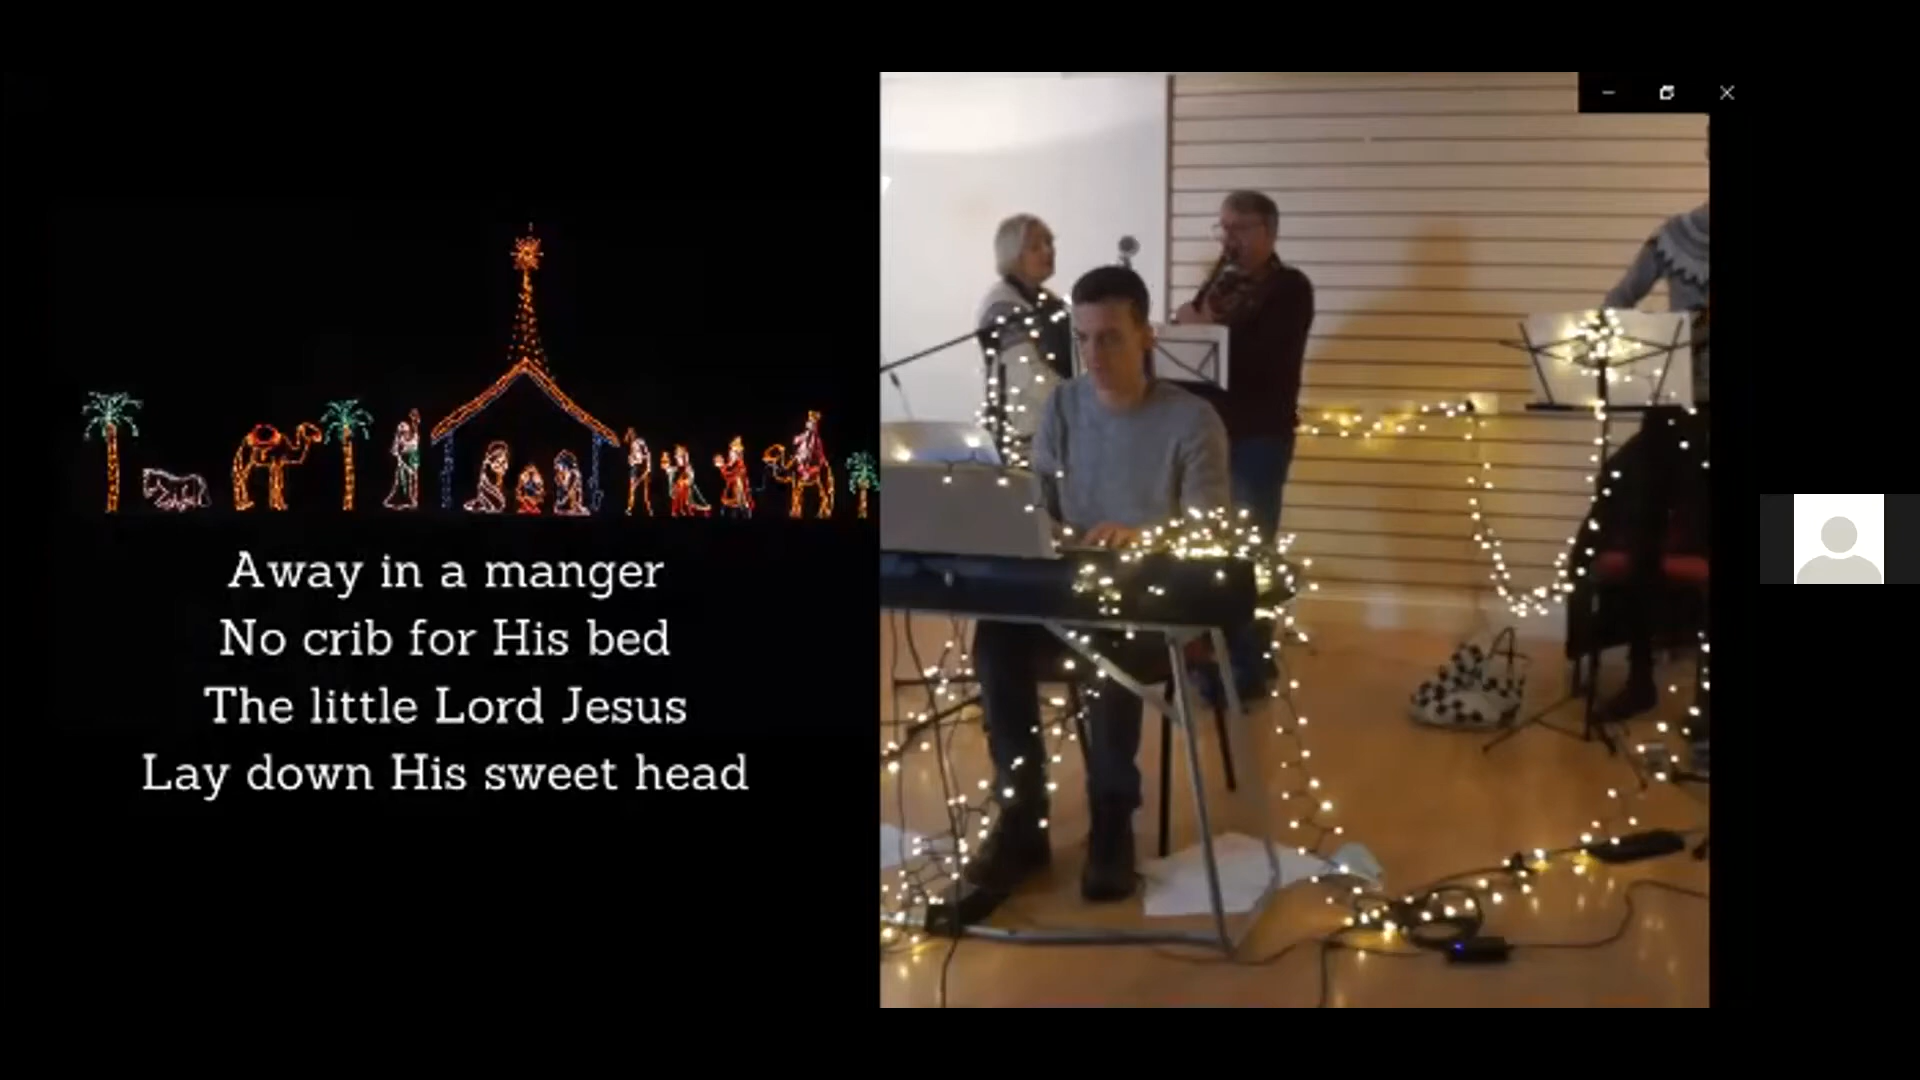 Away in a manger
No crib for His bed
The little Lord Jesus
Lay down His sweet head